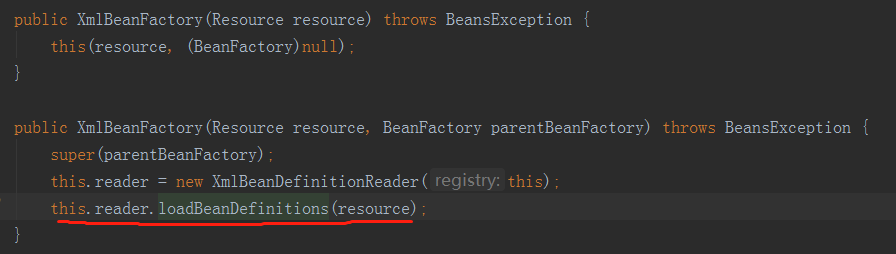 public XmlBeanFactory(Resource resource) throws BeansException {
this(resource, (BeanFactory)null);
}
public XmlBeanFactory(Resource resource, BeanFactory parentBeanFactory) throws BeansException {
super(parentBeanFactory);
this.reader = new XmlBeanDefinitionReader( registry: this);
this.reader.loadBeanDefinitions(resource);
}